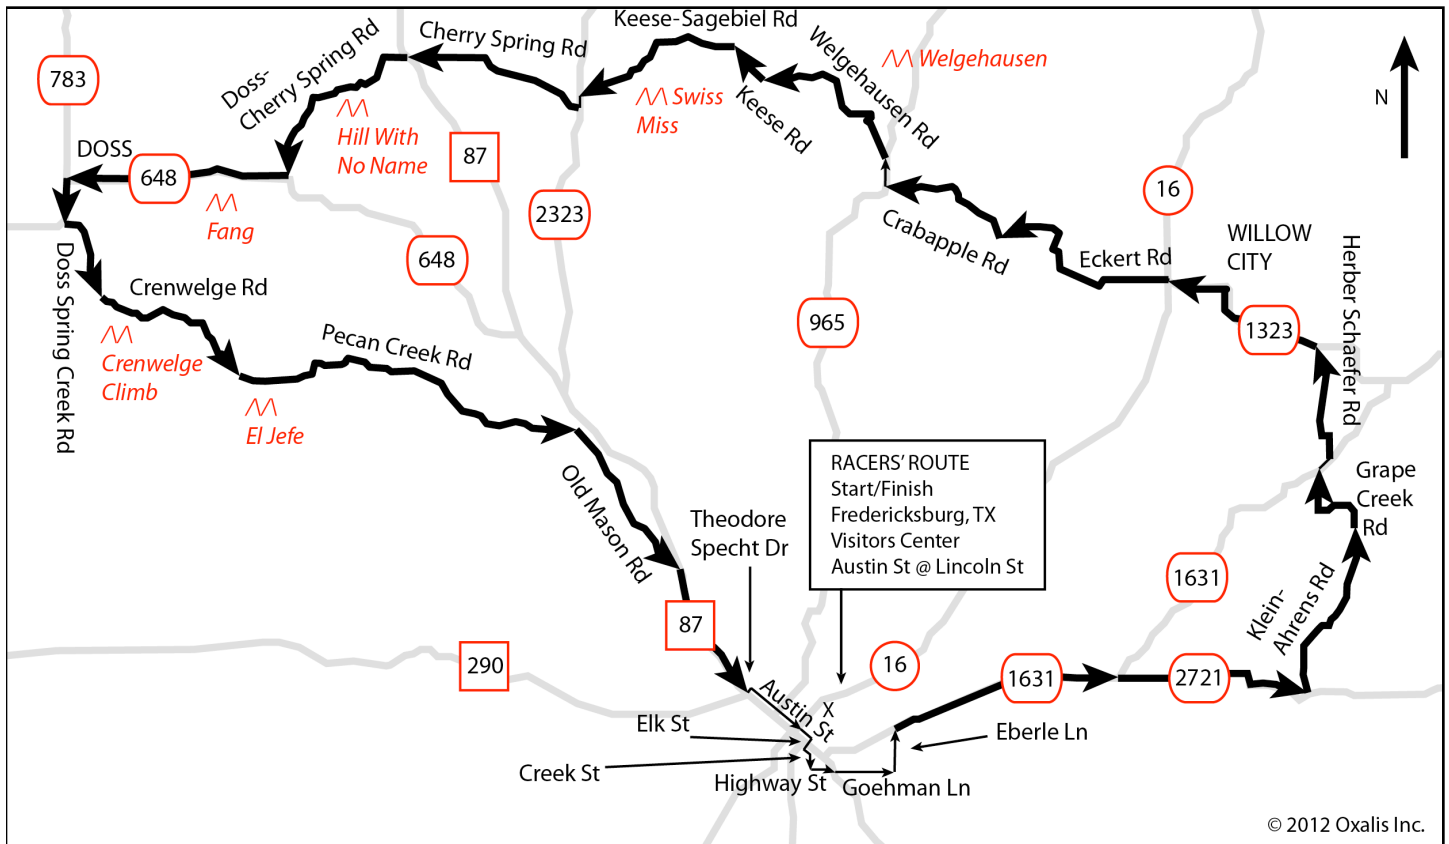 Keese-Sagebiel Rd
Cherry Spring Rd
Doss-
Cherry Spring Rd
Welgehausen Rd
Welgehausen
783
Swiss
Miss
Keese Rd
Hill With
No Name
N
DOSS
648
87
16
2323
Fang
648
Crabapple Rd
Eckert Rd
WILLOW
CITY
Herber Schaefer Rd
Doss Spring Creek Rd
Crenwelge Rd
Crenwelge
Climb
Pecan Creek Rd
965
1323
El Jefe
Old Mason Rd
Theodore
Specht Dr
RACERS' ROUTE
Start/Finish
Fredericksburg, TX
Visitors Center
Austin St @ Lincoln St
Grape
Creek
Rd
1631
Klein-
Ahrens Rd
87
290
16
1631
2721
Austin St
X
Elk St
Eberle Ln
Creek St
Highway St
Goehman Ln
© 2012 Oxalis Inc.